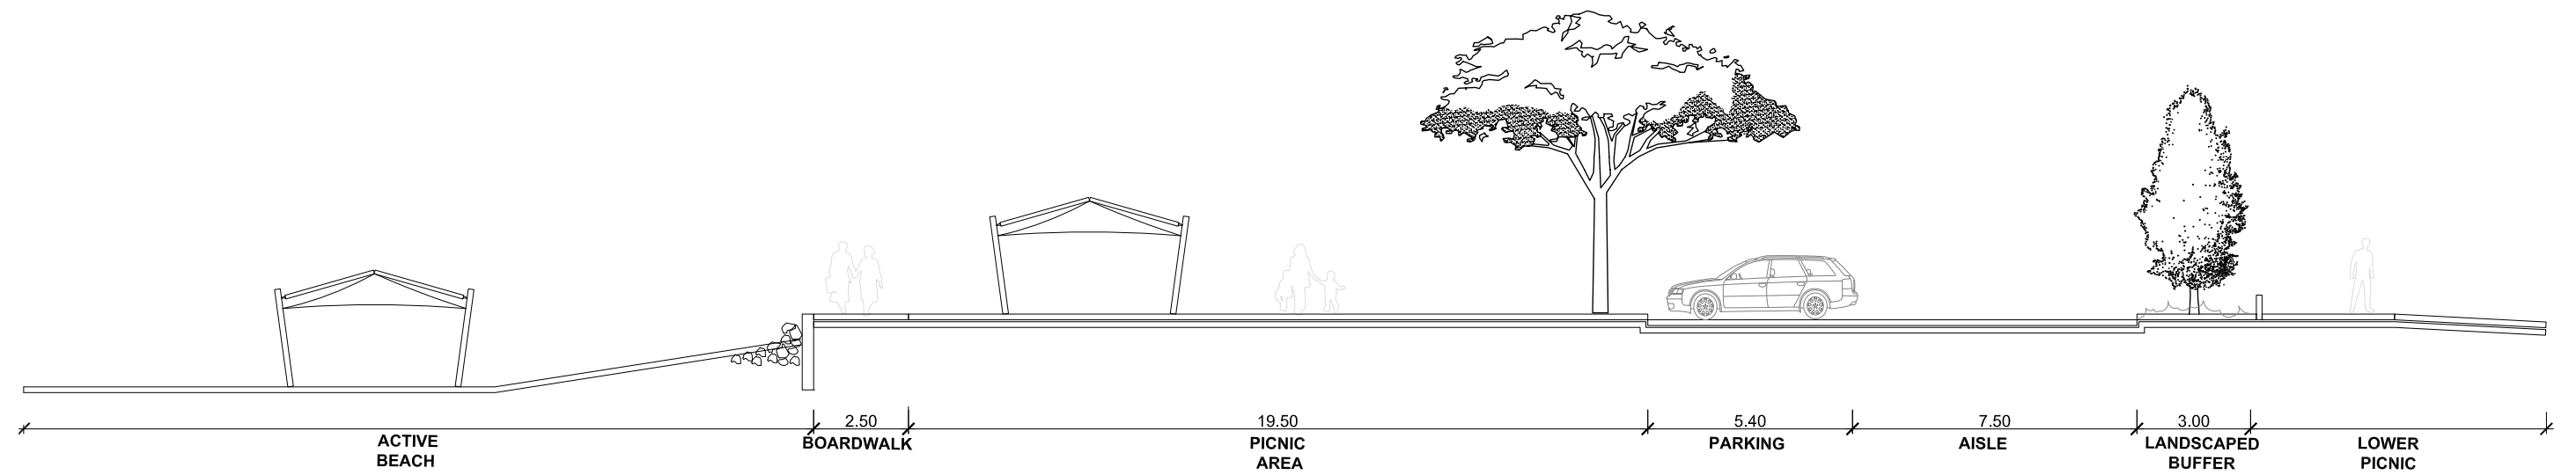 2.50
19.50
5.40
7.50
3.00
ACTIVE
BEACH
BOARDWALK
PICNIC
AREA
PARKING
AISLE
LANDSCAPED
BUFFER
LOWER
PICNIC